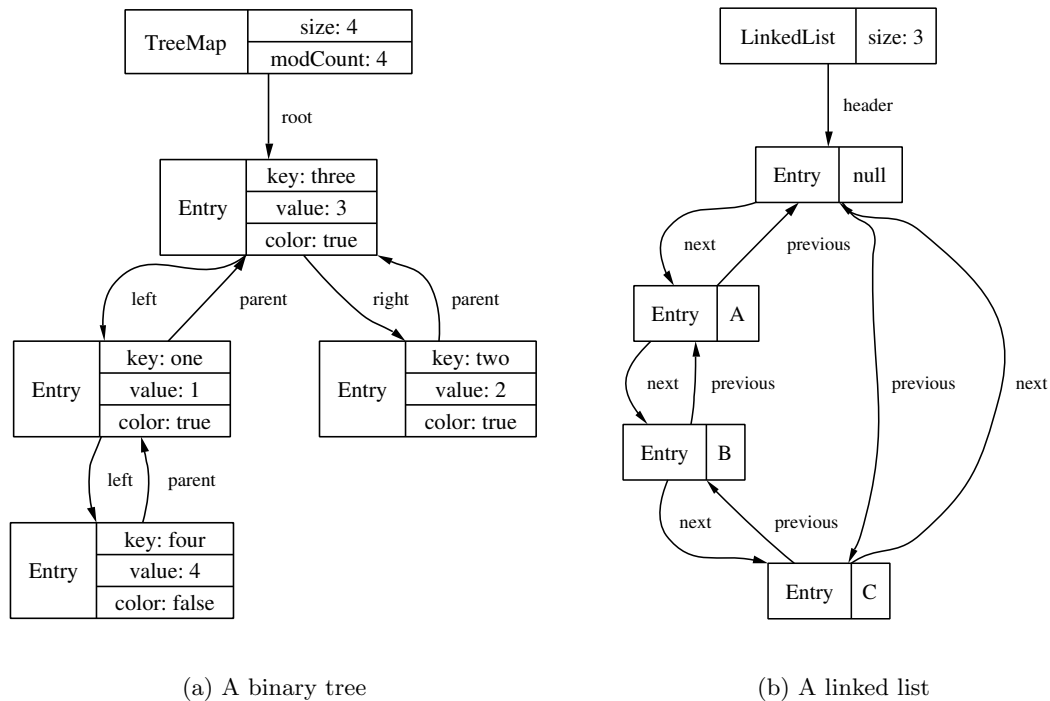 TreeMap
size: 4
modCount: 4
root
Entry
key: three
value: 3
color: true
left
parent
right
parent
Entry
key: one
value: 1
color: true
Entry
key: two
value: 2
color: true
left
parent
Entry
key: four
value: 4
color: false
(a) A binary tree
LinkedList
size: 3
header
Entry
null
next
previous
Entry
A
next
previous
previous
next
Entry
B
next
previous
Entry
C
(b) A linked list